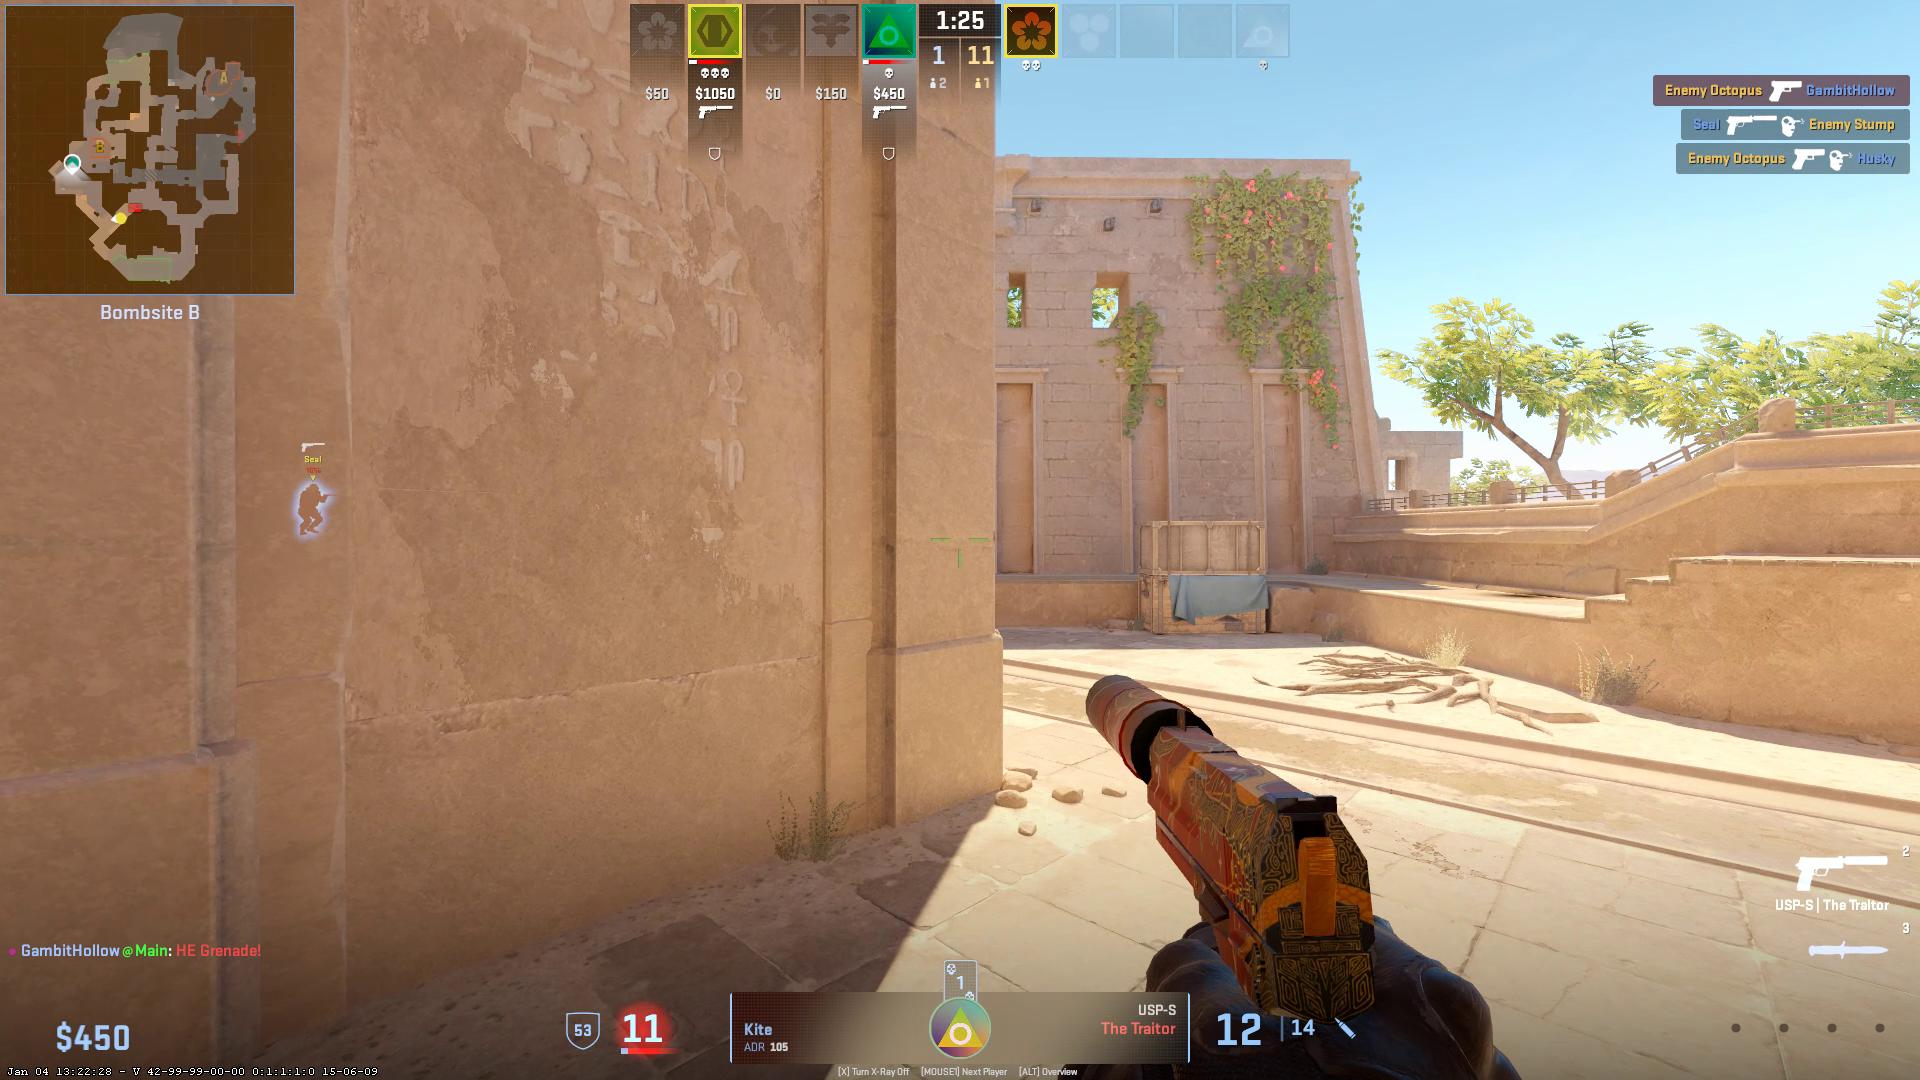 A
B
Bombsite B
$50
$1050
$0
$150
$450
1:25
1
11
2
1
Enemy Octopus GambitHollow
Seal Enemy Stump
Enemy Octopus Husky
Seal
GambitHollow@Main: HE Grenade!
$450
53
11
1
Kite
ADR 105
USP-S
The Traitor
12 | 14
2
USP-S | The Traitor
3
[X] Turn X-Ray Off [MOUSE1] Next Player [ALT] Overview
Jan 04 13:22:28 - V 42-99-99-00-00 0:1:1:1:0 15-06-09